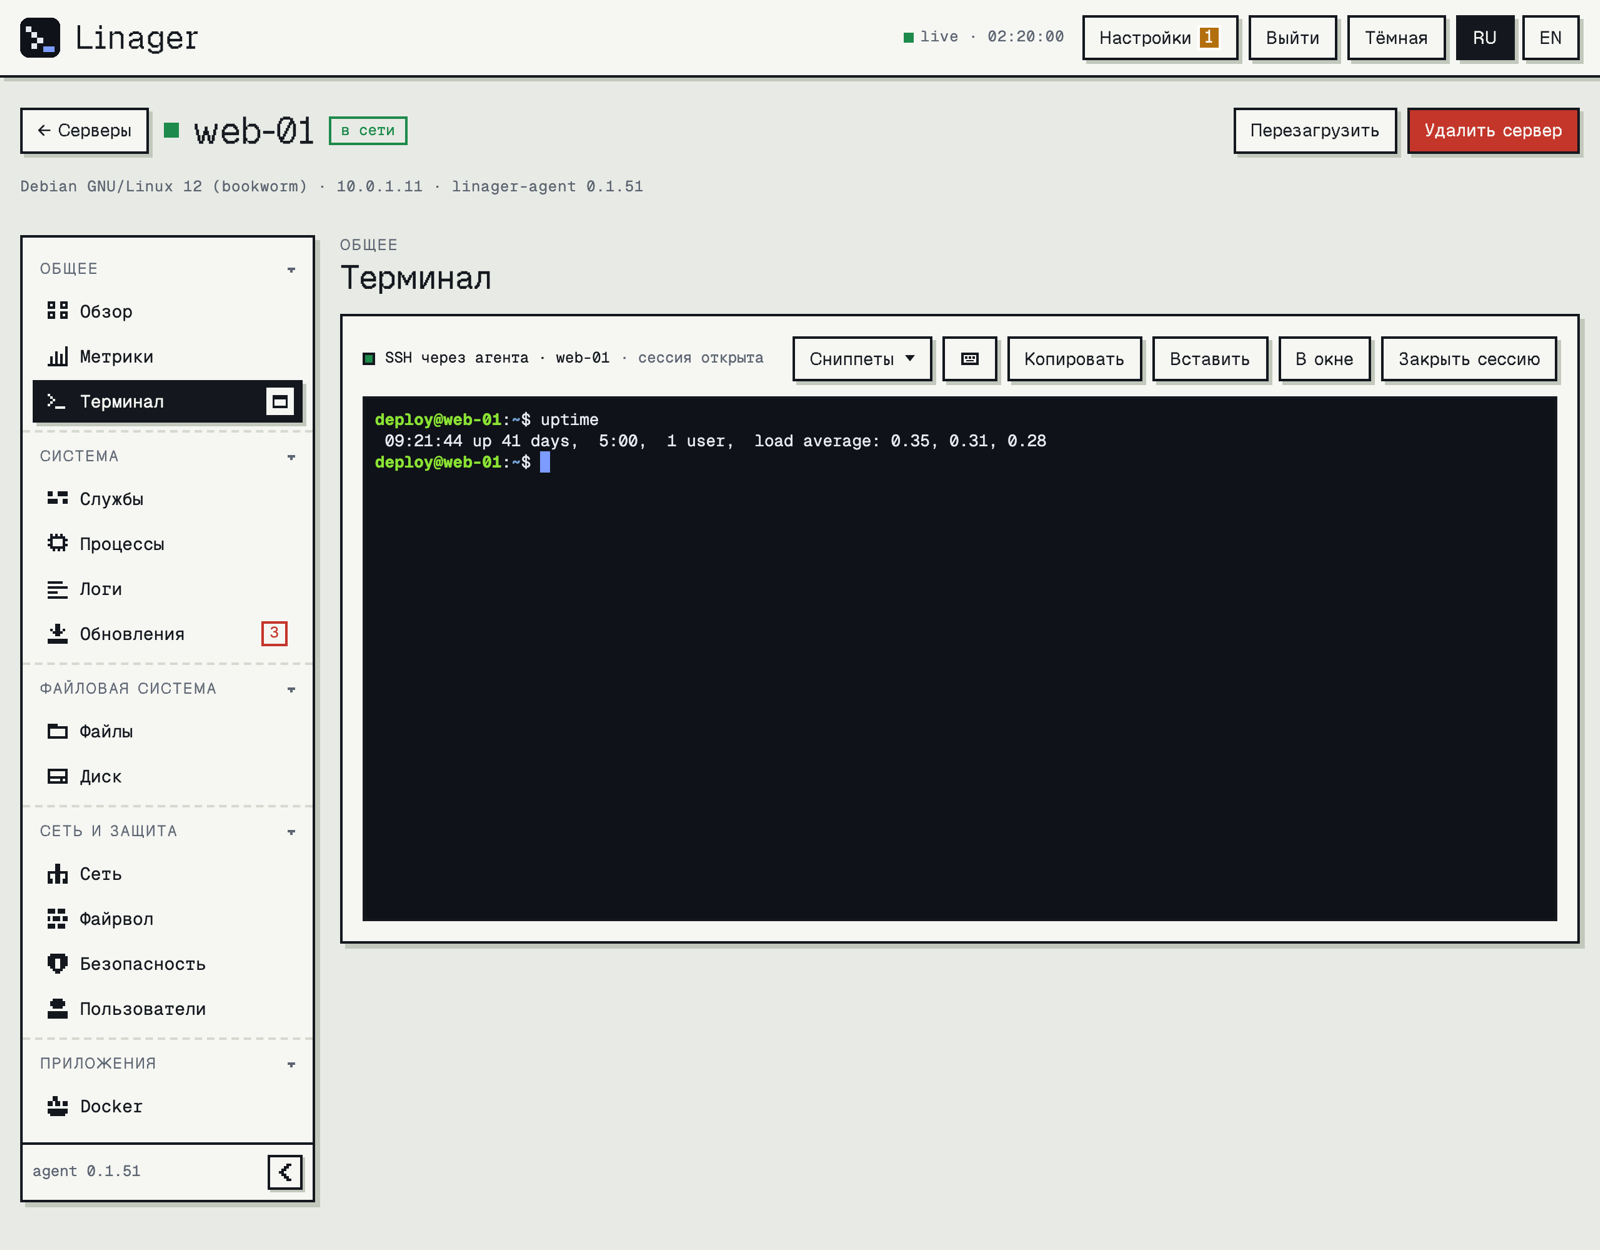 Linager
live · 02:20:00
Настройки 1
Выйти
Тёмная
RU
EN
← Серверы
web-01
в сети
Перезагрузить
Удалить сервер
Debian GNU/Linux 12 (bookworm) · 10.0.1.11 · linager-agent 0.1.51
ОБЩЕЕ
Обзор
Метрики
Терминал
СИСТЕМА
Службы
Процессы
Логи
Обновления 3
ФАЙЛОВАЯ СИСТЕМА
Файлы
Диск
СЕТЬ И ЗАЩИТА
Сеть
Файрвол
Безопасность
Пользователи
ПРИЛОЖЕНИЯ
Docker
agent 0.1.51
ОБЩЕЕ
Терминал
SSH через агента · web-01 · сессия открыта
Сниппеты
Копировать
Вставить
В окне
Закрыть сессию
deploy@web-01:~$ uptime
09:21:44 up 41 days,  5:00,  1 user,  load average: 0.35, 0.31, 0.28
deploy@web-01:~$